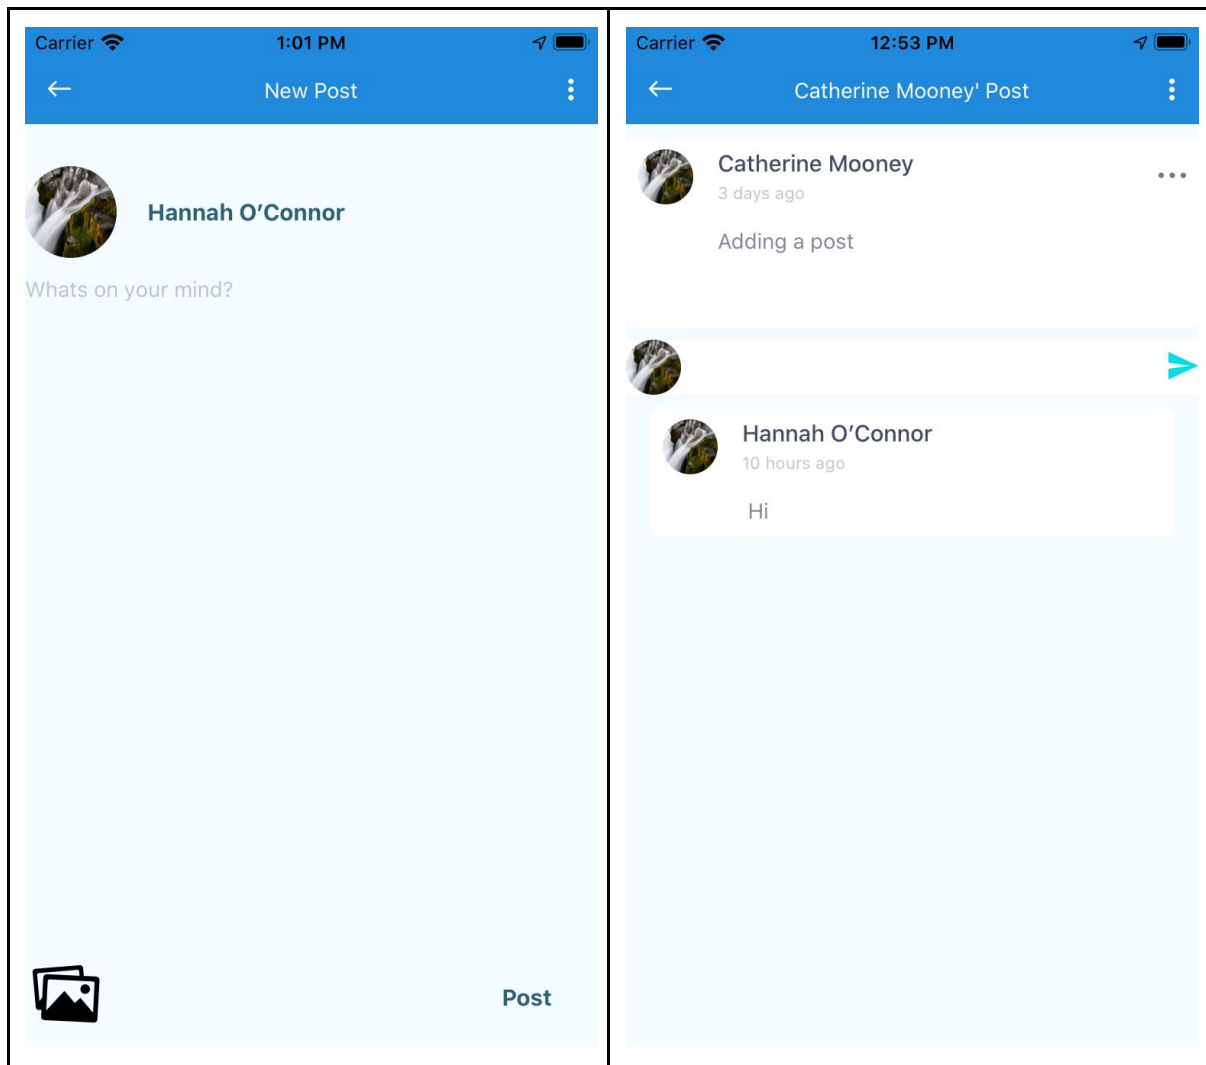 Carrier 1:01 PM
New Post
Hannah O’Connor
Whats on your mind?
Post
Carrier 12:53 PM
Catherine Mooney' Post
Catherine Mooney
3 days ago
Adding a post
Hannah O’Connor
10 hours ago
Hi